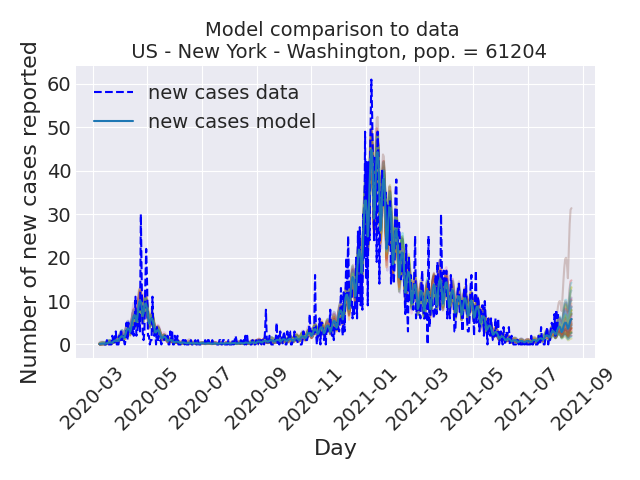 Model comparison to data
US - New York - Washington, pop. = 61204
Number of new cases reported
60
50
40
30
20
10
0
new cases data
new cases model
2020-03
2020-05
2020-07
2020-09
2020-11
2021-01
2021-03
2021-05
2021-07
2021-09
Day